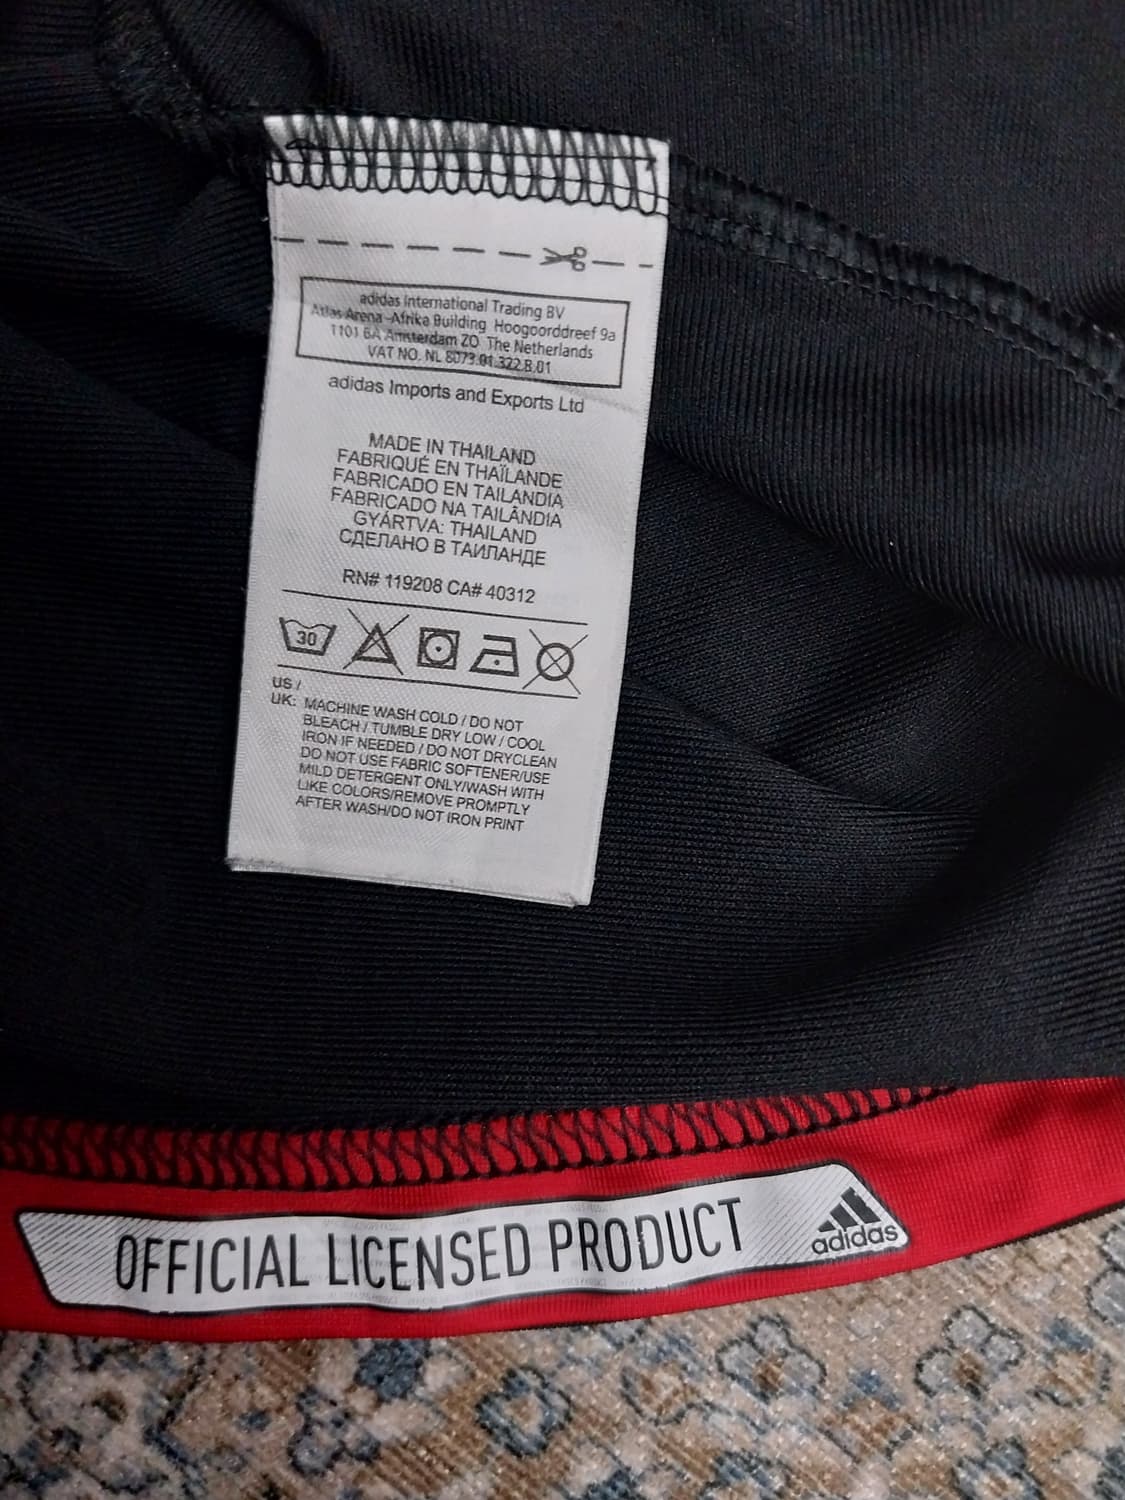 adidas International Trading BV
Atlas Arena -Afrika Building Hoogoorddreef 9a
1101 BA Amsterdam ZO The Netherlands
VAT NO. NL 8073.01.322.B.01
adidas Imports and Exports Ltd
MADE IN THAILAND
FABRIQUÉ EN THAÏLANDE
FABRICADO EN TAILANDIA
FABRICADO NA TAILÂNDIA
GYÁRTVA: THAILAND
СДЕЛАНО В ТАИЛАНДЕ
RN# 119208 CA# 40312
30
US /
UK: MACHINE WASH COLD / DO NOT
BLEACH / TUMBLE DRY LOW / COOL
IRON IF NEEDED / DO NOT DRYCLEAN
DO NOT USE FABRIC SOFTENER/USE
MILD DETERGENT ONLY/WASH WITH
LIKE COLORS/REMOVE PROMPTLY
AFTER WASH/DO NOT IRON PRINT
OFFICIAL LICENSED PRODUCT
adidas